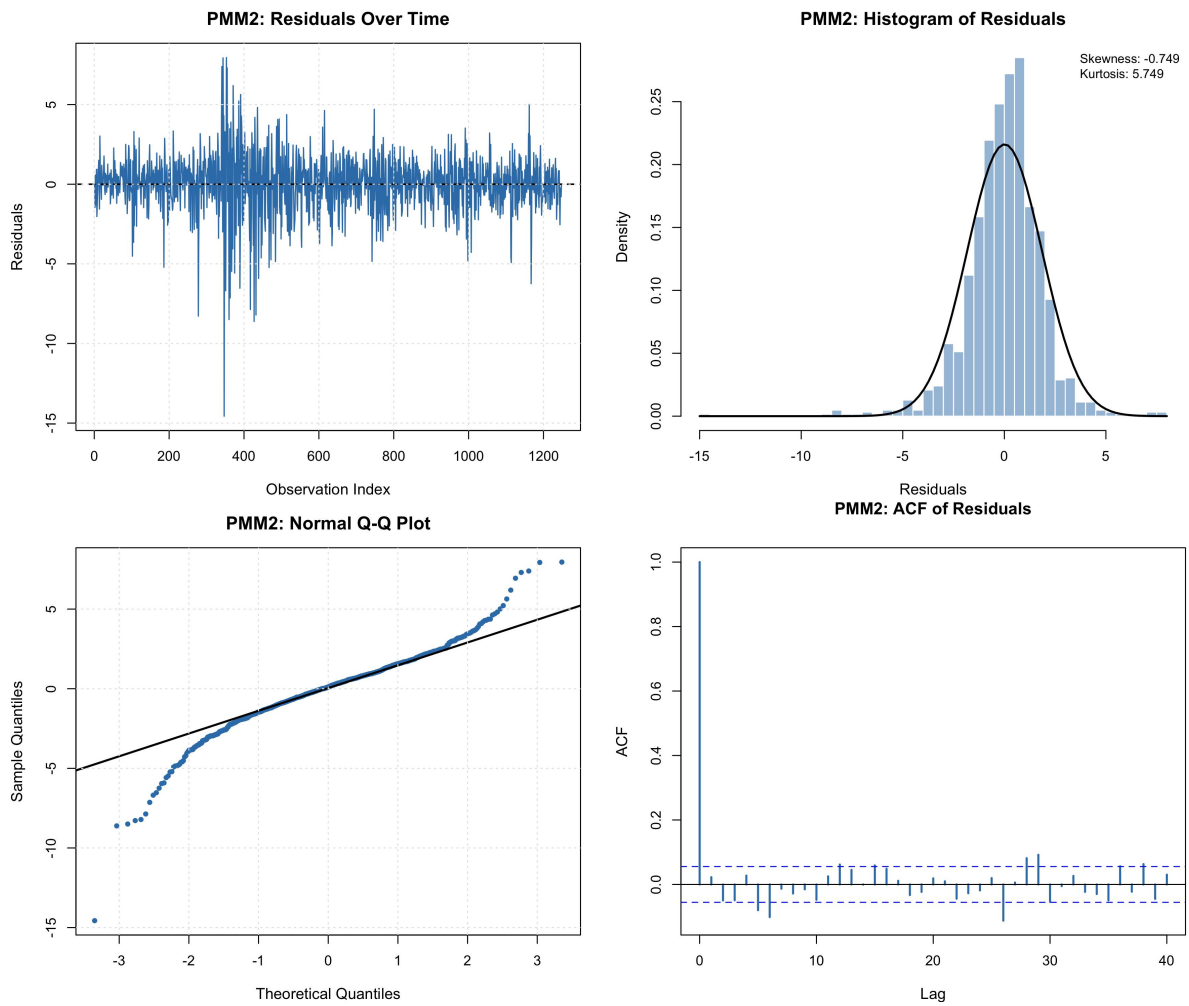 PMM2: Residuals Over Time
Residuals
5
0
-5
-10
-15
0 200 400 600 800 1000 1200
Observation Index
PMM2: Histogram of Residuals
Skewness: -0.749
Kurtosis: 5.749
Density
0.25
0.20
0.15
0.10
0.05
0.00
-15 -10 -5 0 5
Residuals
PMM2: Normal Q-Q Plot
Sample Quantiles
5
0
-5
-10
-15
-3 -2 -1 0 1 2 3
Theoretical Quantiles
PMM2: ACF of Residuals
ACF
1.0
0.8
0.6
0.4
0.2
0.0
0 10 20 30 40
Lag